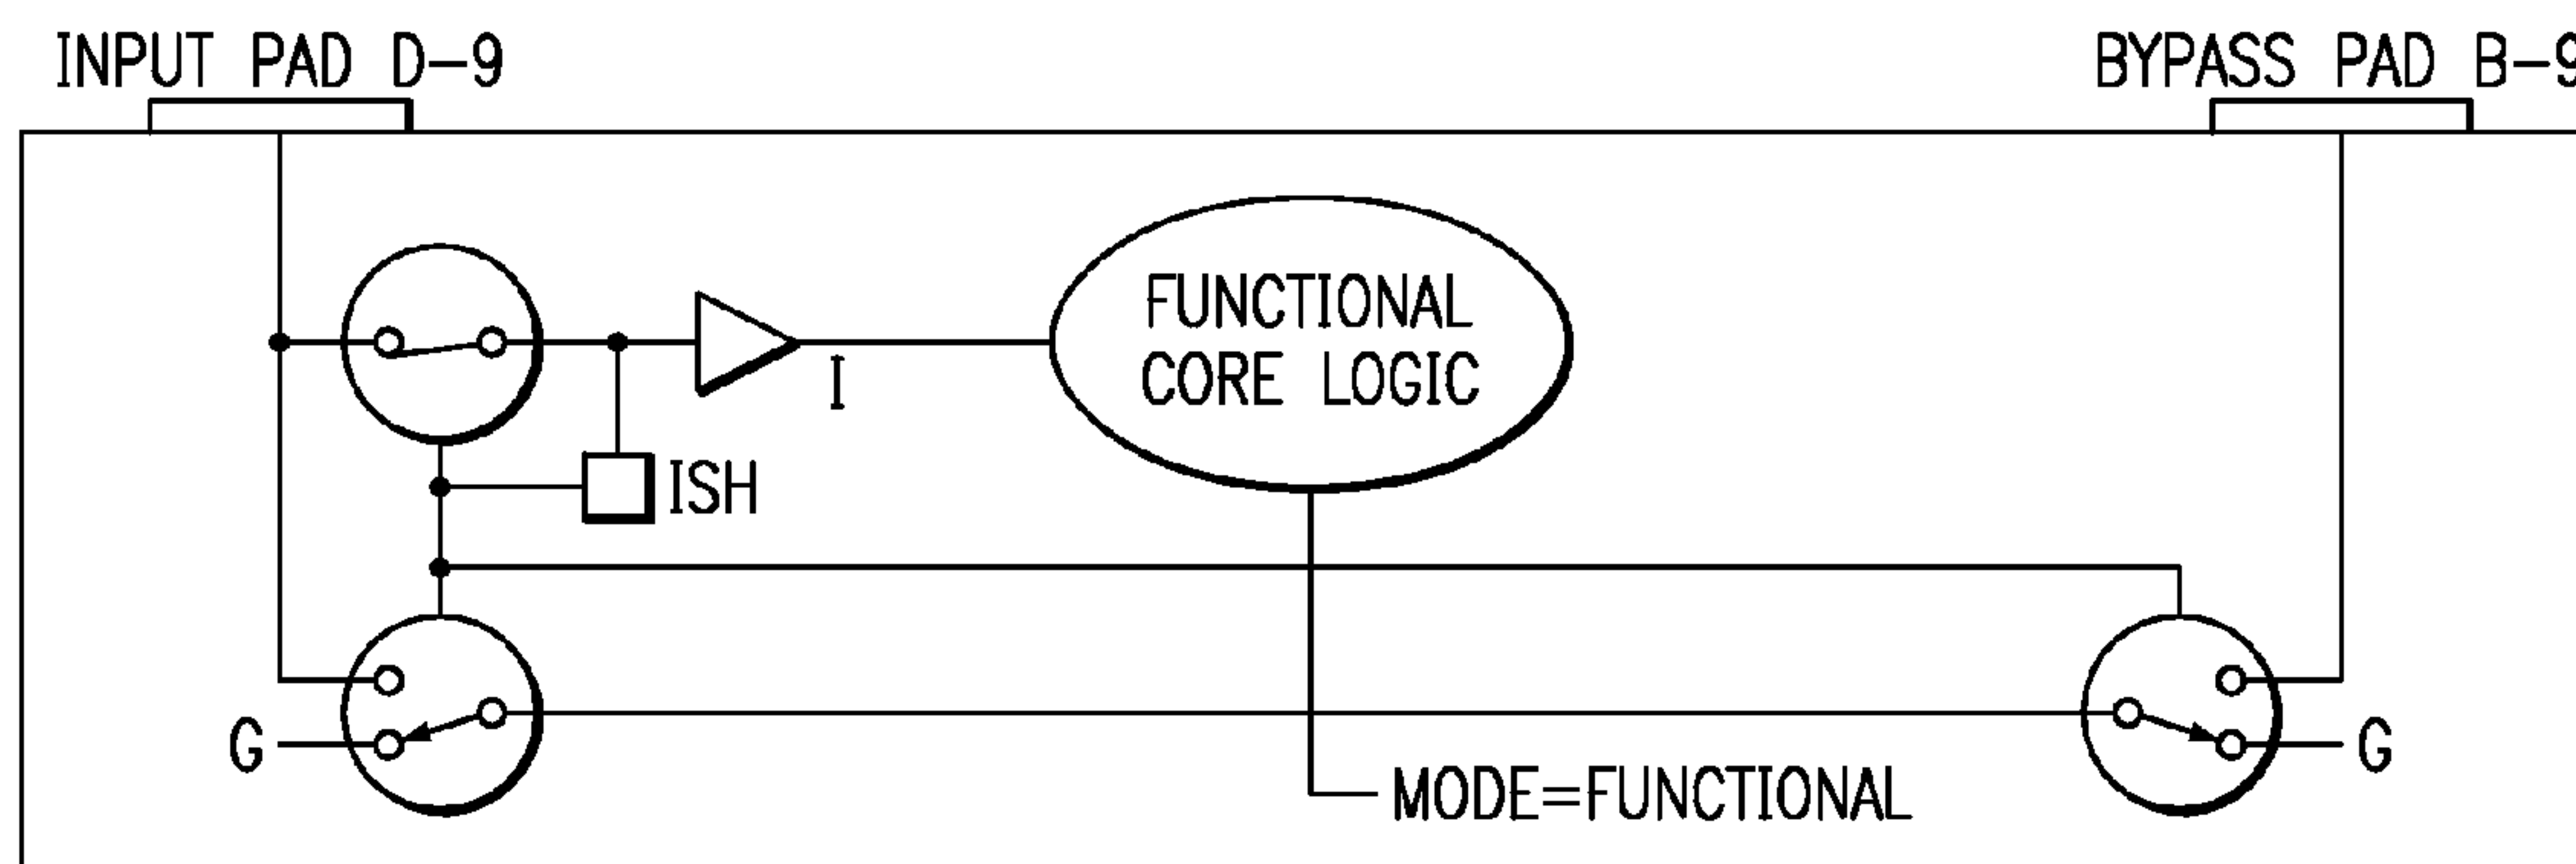 INPUT PAD D-9
BYPASS PAD B-9
FUNCTIONAL
CORE LOGIC
I
ISH
G
G
MODE=FUNCTIONAL